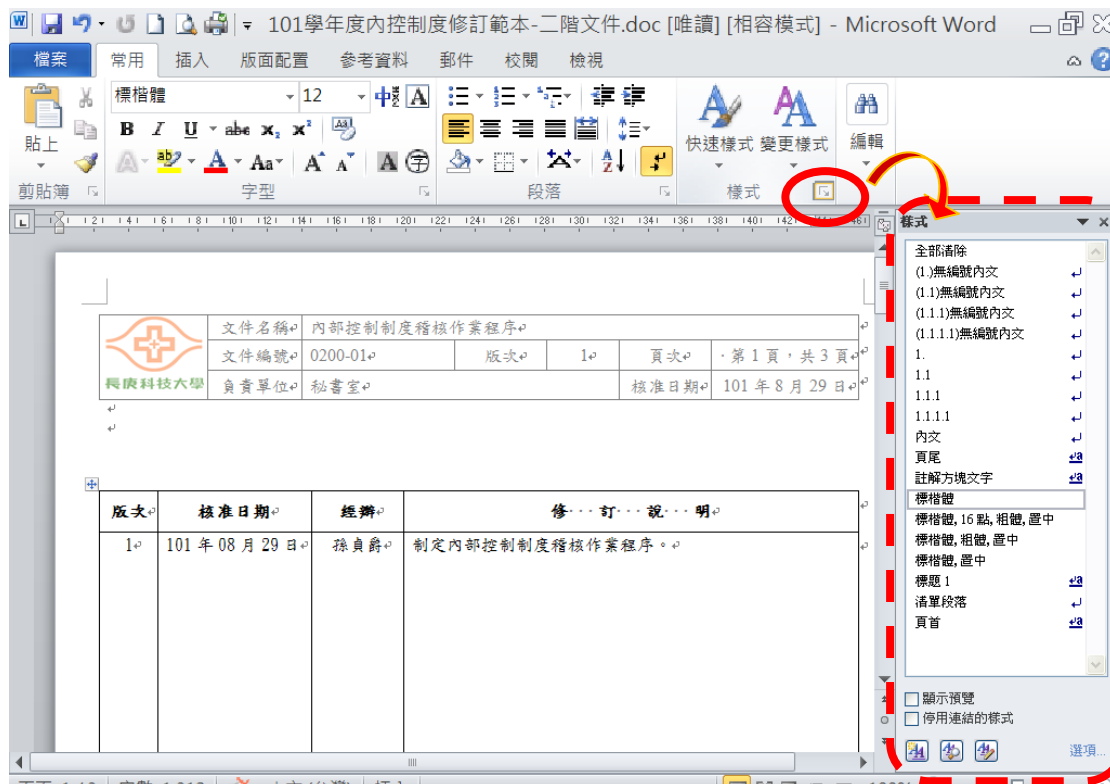 101學年度內控制度修訂範本-二階文件.doc [唯讀] [相容模式] - Microsoft Word
檔案 常用 插入 版面配置 參考資料 郵件 校閱 檢視
標楷體 12
貼上 B I U abc x₂ x² 快速樣式 變更樣式 編輯
Aa A A A
剪貼簿 字型 段落 樣式
樣式
全部清除
(1.)無編號內文
(1.1)無編號內文
(1.1.1)無編號內文
(1.1.1.1)無編號內文
1.
1.1
1.1.1
1.1.1.1
內文
頁尾
註解方塊文字
標楷體
標楷體, 16 點, 粗體, 置中
標楷體, 粗體, 置中
標楷體, 置中
標題 1
清單段落
頁首
顯示預覽
停用連結的樣式
選項...
長庚科技大學
文件名稱 內部控制制度稽核作業程序
文件編號 0200-01 版次 1 頁次 ·第 1 頁，共 3 頁
負責單位 秘書室 核准日期 101 年 8 月 29 日
版次 核准日期 經辦 修···訂···說···明
1 101 年 08 月 29 日 孫貞爵 制定內部控制制度稽核作業程序。